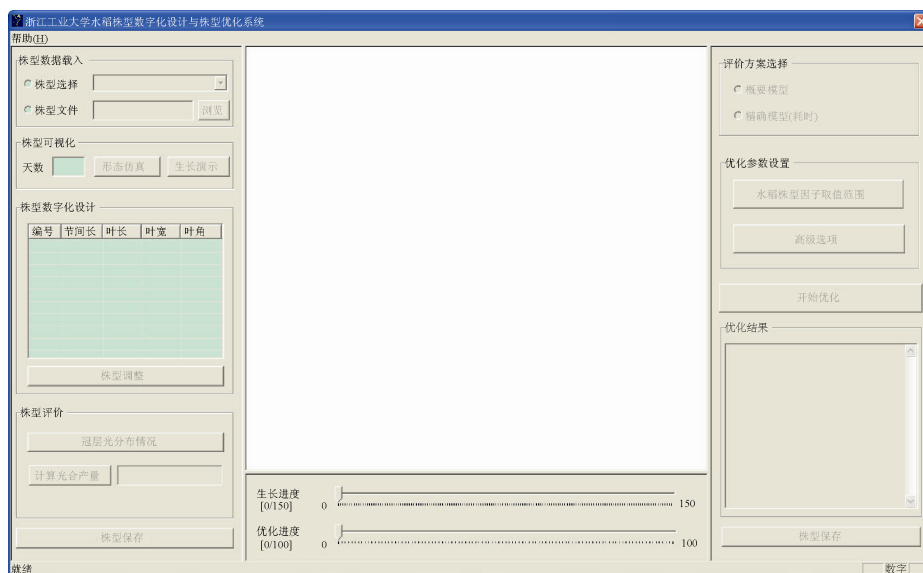 浙江工业大学水稻株型数字化设计与株型优化系统
帮助(H)
株型数据载入
株型选择
株型文件 浏览
株型可视化
天数 形态仿真 生长演示
株型数字化设计
编号 节间长 叶长 叶宽 叶角
株型调整
株型评价
冠层光分布情况
计算光合产量
株型保存
生长进度
[0/150] 0 150
优化进度
[0/100] 0 100
评价方案选择
概要模型
精确模型(耗时)
优化参数设置
水稻株型因子取值范围
高级选项
开始优化
优化结果
株型保存
就绪 数字